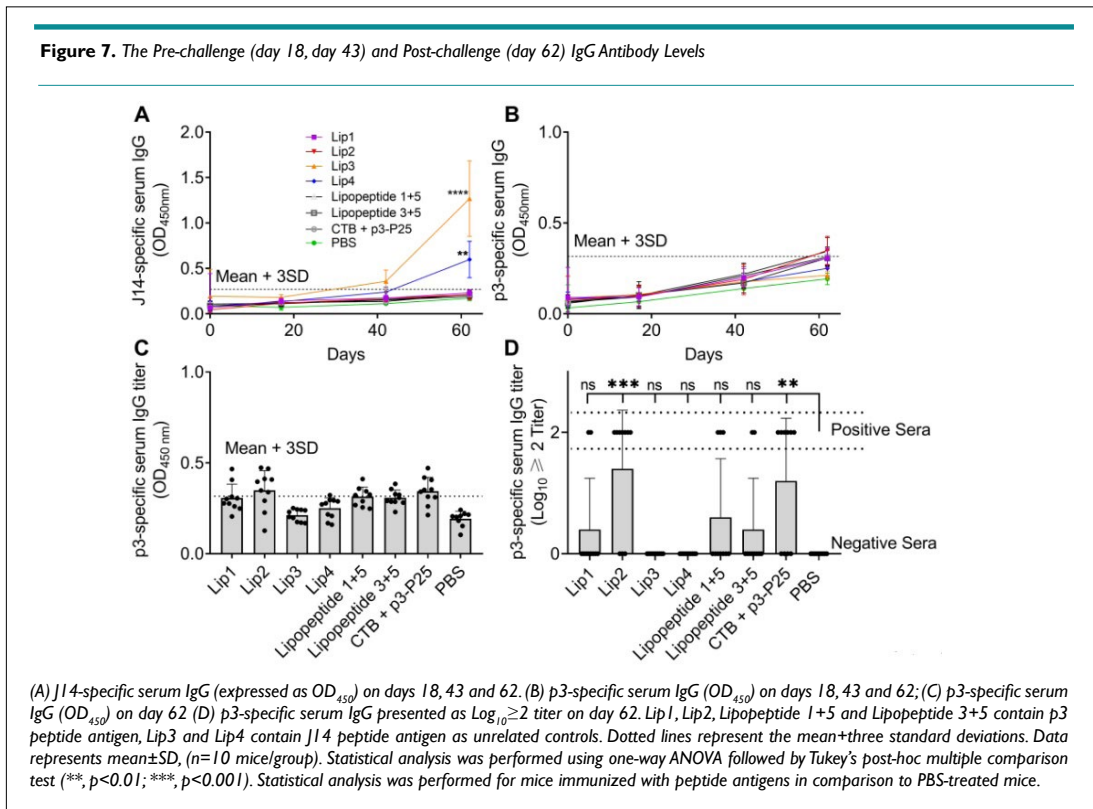 Figure 7. The Pre-challenge (day 18, day 43) and Post-challenge (day 62) IgG Antibody Levels
A
J14-specific serum IgG
(OD450nm)
2.0
1.5
1.0
0.5
0.0
Lip1
Lip2
Lip3
Lip4
Lipopeptide 1+5
Lipopeptide 3+5
CTB + p3-P25
PBS
Mean + 3SD
****
**
0 20 40 60
Days
B
p3-specific serum IgG
(OD450nm)
1.0
0.5
0.0
Mean + 3SD
0 20 40 60
Days
C
p3-specific serum IgG titer
(OD450 nm)
1.0
0.5
0.0
Mean + 3SD
Lip1
Lip2
Lip3
Lip4
Lipopeptide 1+5
Lipopeptide 3+5
CTB + p3-P25
PBS
D
p3-specific serum IgG titer
(Log10 ≥ 2 Titer)
2
0
ns *** ns ns ns ns **
Positive Sera
Negative Sera
Lip1
Lip2
Lip3
Lip4
Lipopeptide 1+5
Lipopeptide 3+5
CTB + p3-P25
PBS
(A) J14-specific serum IgG (expressed as OD450) on days 18, 43 and 62. (B) p3-specific serum IgG (OD450) on days 18, 43 and 62; (C) p3-specific serum
IgG (OD450) on day 62 (D) p3-specific serum IgG presented as Log10≥2 titer on day 62. Lip1, Lip2, Lipopeptide 1+5 and Lipopeptide 3+5 contain p3
peptide antigen, Lip3 and Lip4 contain J14 peptide antigen as unrelated controls. Dotted lines represent the mean+three standard deviations. Data
represents mean±SD, (n=10 mice/group). Statistical analysis was performed using one-way ANOVA followed by Tukey's post-hoc multiple comparison
test (**, p<0.01; ***, p<0.001). Statistical analysis was performed for mice immunized with peptide antigens in comparison to PBS-treated mice.